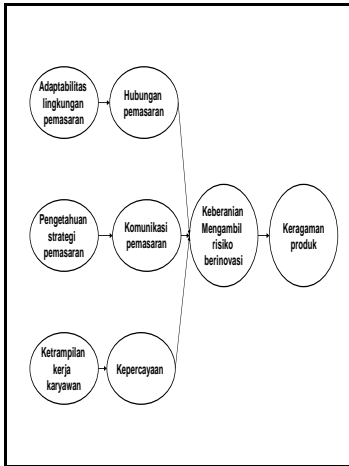 Adaptabilitas
lingkungan
pemasaran
Hubungan
pemasaran
Pengetahuan
strategi
pemasaran
Komunikasi
pemasaran
Keberanian
Mengambil
risiko
berinovasi
Keragaman
produk
Ketrampilan
kerja
karyawan
Kepercayaan